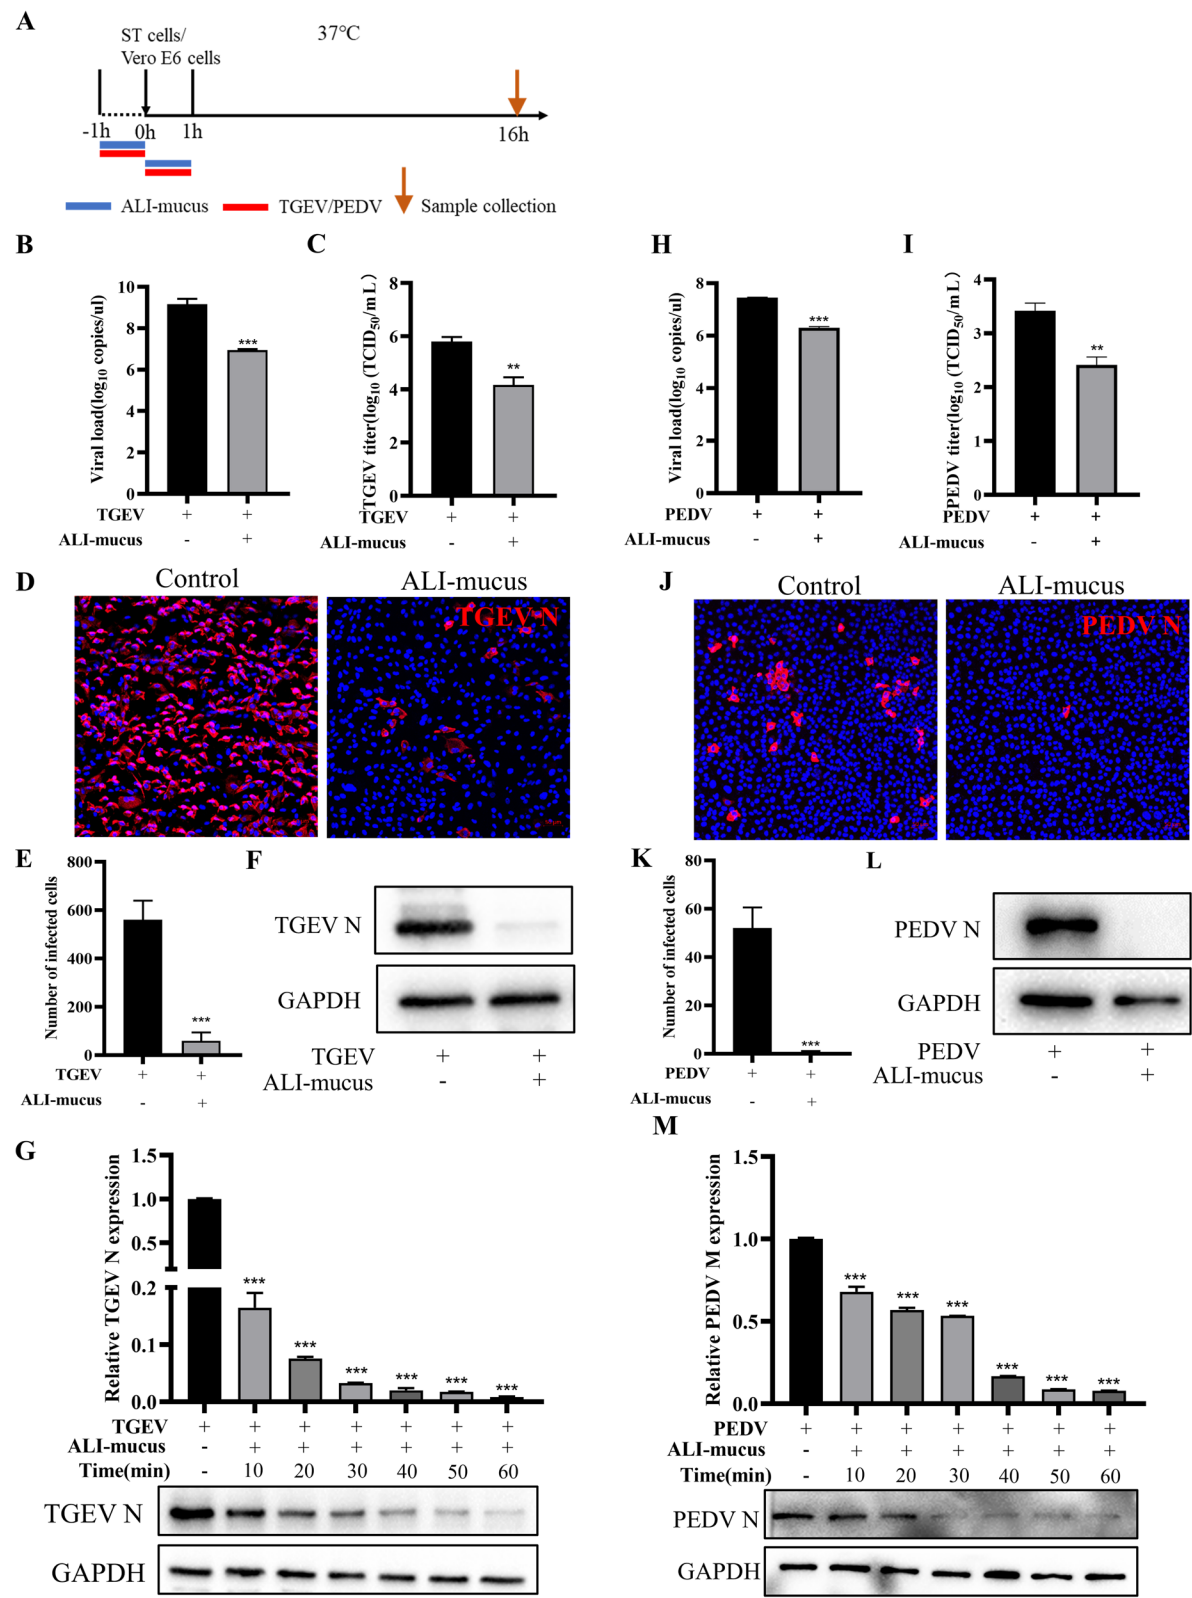 A
ST cells/
Vero E6 cells
37°C
-1h 0h 1h 16h
ALI-mucus TGEV/PEDV Sample collection
B
Viral load(log10 copies/ul)
10
8
6
4
2
0
***
TGEV + +
ALI-mucus - +
C
TGEV titer(log10 (TCID50/mL)
8
6
4
2
0
**
TGEV + +
ALI-mucus - +
H
Viral load(log10 copies/ul)
8
6
4
2
0
***
PEDV + +
ALI-mucus - +
I
PEDV titer(log10 (TCID50/mL)
4
3
2
1
0
**
PEDV + +
ALI-mucus - +
D
Control ALI-mucus
TGEV N
J
Control ALI-mucus
PEDV N
E
Number of infected cells
800
600
400
200
0
***
TGEV + +
ALI-mucus - +
F
TGEV N
GAPDH
TGEV + +
ALI-mucus - +
K
Number of infected cells
80
60
40
20
0
***
PEDV + +
ALI-mucus - +
L
PEDV N
GAPDH
PEDV + +
ALI-mucus - +
G
Relative TGEV N expression
1.5
1.0
0.5
0.2
0.1
0.0
*** *** *** *** *** ***
TGEV + + + + + + +
ALI-mucus - + + + + + +
Time(min) - 10 20 30 40 50 60
TGEV N
GAPDH
M
Relative PEDV M expression
1.5
1.0
0.5
0.0
*** *** *** *** *** ***
PEDV + + + + + + +
ALI-mucus - + + + + + +
Time(min) - 10 20 30 40 50 60
PEDV N
GAPDH